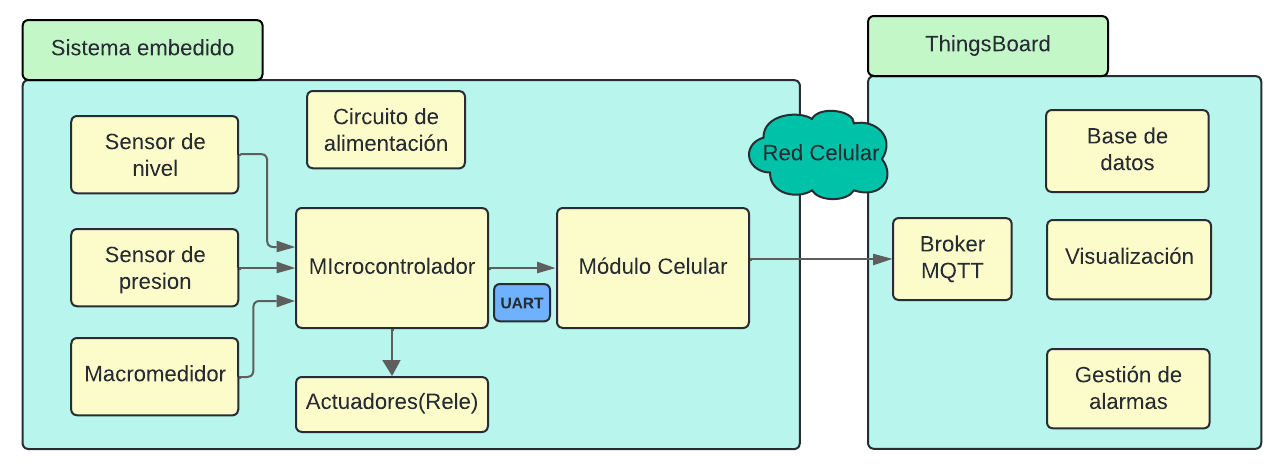 Sistema embedido
ThingsBoard
Circuito de
alimentación
Sensor de
nivel
Sensor de
presion
Macromedidor
MIcrocontrolador
UART
Módulo Celular
Actuadores(Rele)
Red Celular
Broker
MQTT
Base de
datos
Visualización
Gestión de
alarmas